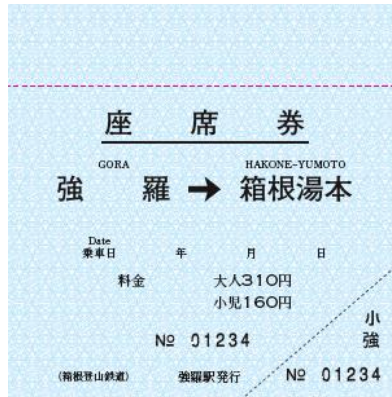 座席券
GORA HAKONE-YUMOTO
強羅 ➔ 箱根湯本
Date
乗車日 年 月 日
料金 大人310円
小児160円
小
強
№ 01234
(箱根登山鉄道) 強羅駅発行 № 01234